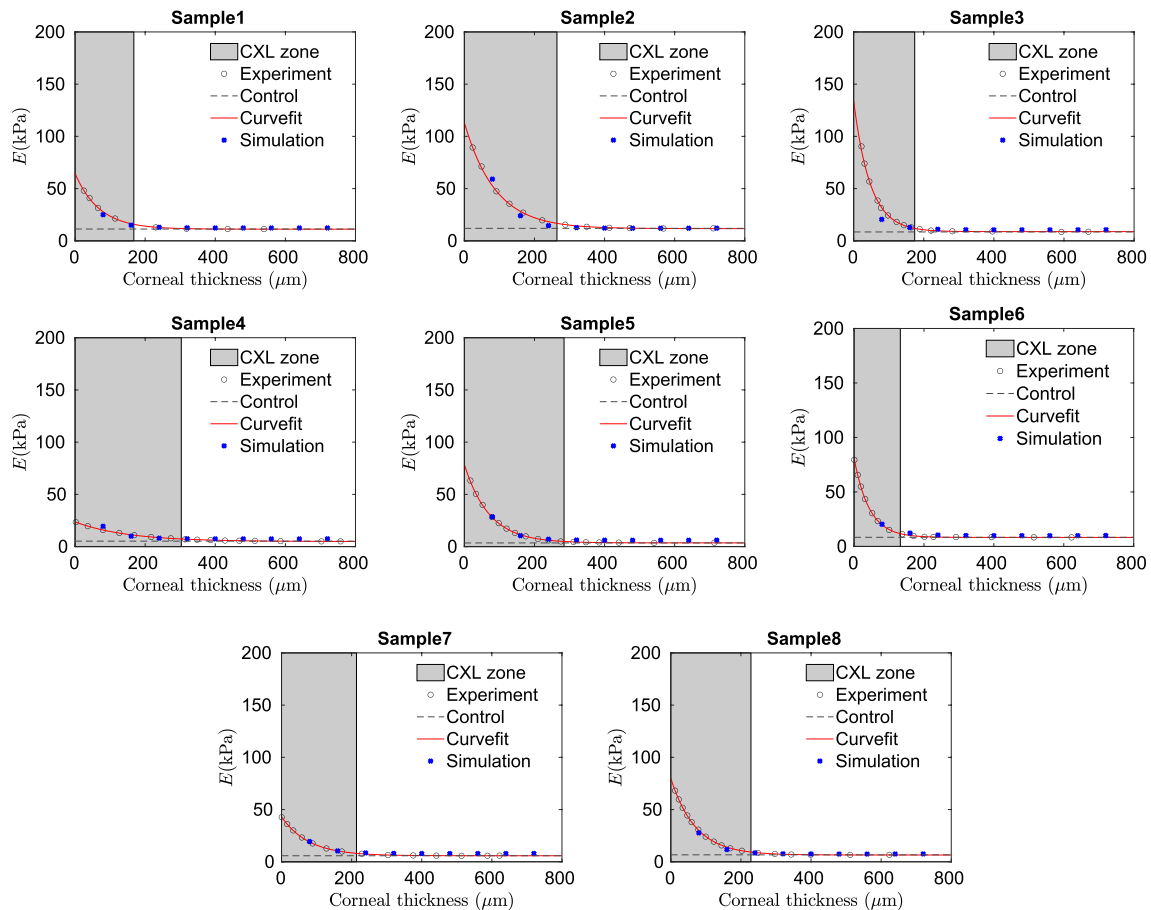 Sample1
200
150
100
50
0
E(kPa)
CXL zone
Experiment
Control
Curvefit
Simulation
0 200 400 600 800
Corneal thickness (μm)
Sample2
200
150
100
50
0
E(kPa)
CXL zone
Experiment
Control
Curvefit
Simulation
0 200 400 600 800
Corneal thickness (μm)
Sample3
200
150
100
50
0
E(kPa)
CXL zone
Experiment
Control
Curvefit
Simulation
0 200 400 600 800
Corneal thickness (μm)
Sample4
200
150
100
50
0
E(kPa)
CXL zone
Experiment
Control
Curvefit
Simulation
0 200 400 600 800
Corneal thickness (μm)
Sample5
200
150
100
50
0
E(kPa)
CXL zone
Experiment
Control
Curvefit
Simulation
0 200 400 600 800
Corneal thickness (μm)
Sample6
200
150
100
50
0
E(kPa)
CXL zone
Experiment
Control
Curvefit
Simulation
0 200 400 600 800
Corneal thickness (μm)
Sample7
200
150
100
50
0
E(kPa)
CXL zone
Experiment
Control
Curvefit
Simulation
0 200 400 600 800
Corneal thickness (μm)
Sample8
200
150
100
50
0
E(kPa)
CXL zone
Experiment
Control
Curvefit
Simulation
0 200 400 600 800
Corneal thickness (μm)